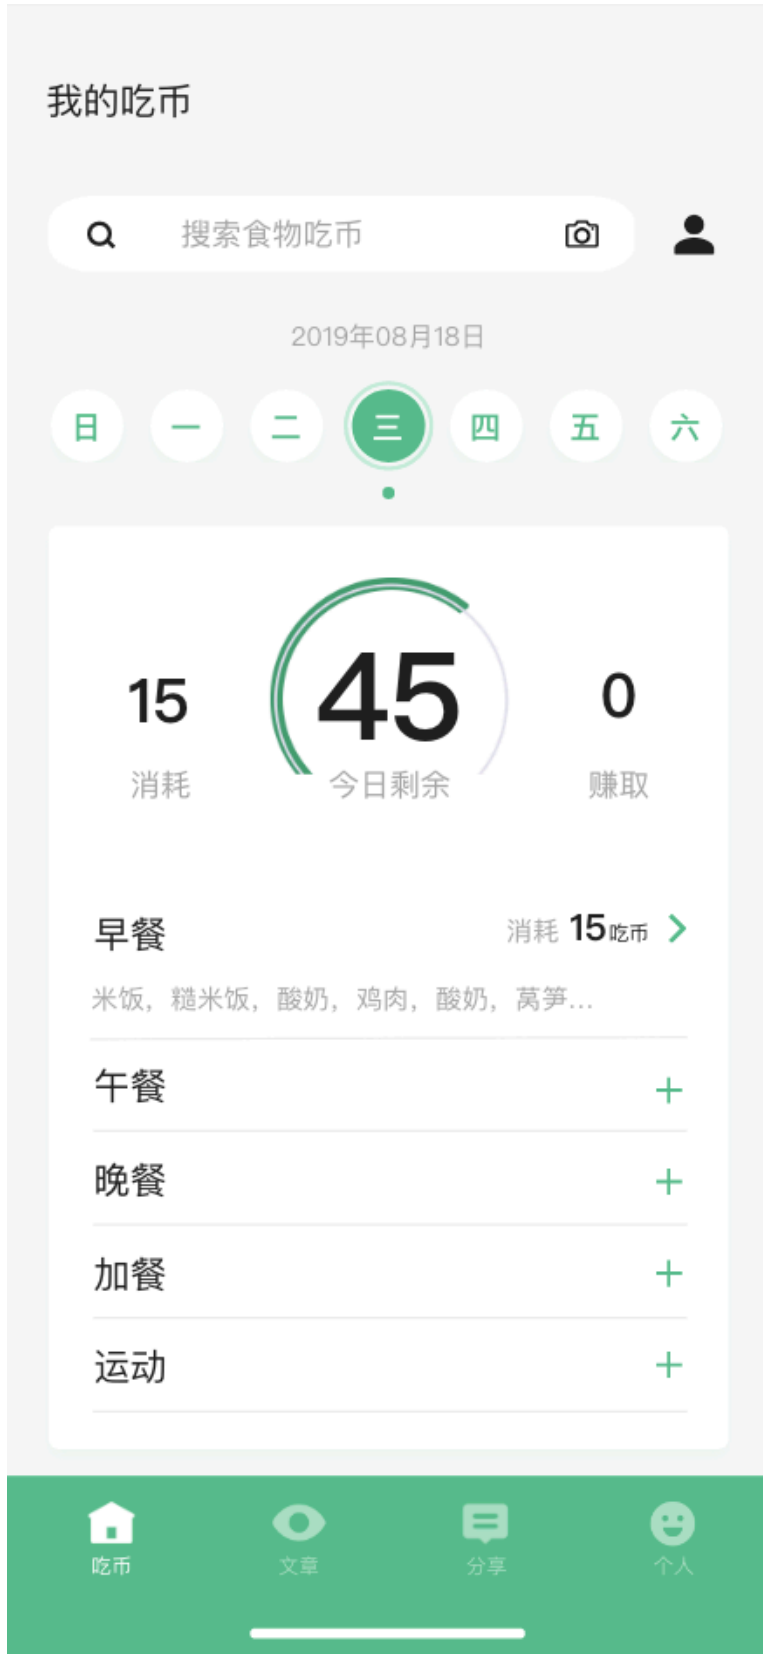 我的吃币
搜索食物吃币
2019年08月18日
日 一 二 三 四 五 六
15 45 0
消耗 今日剩余 赚取
早餐 消耗 15吃币
米饭，糙米饭，酸奶，鸡肉，酸奶，莴笋...
午餐
晚餐
加餐
运动
吃币 文章 分享 个人